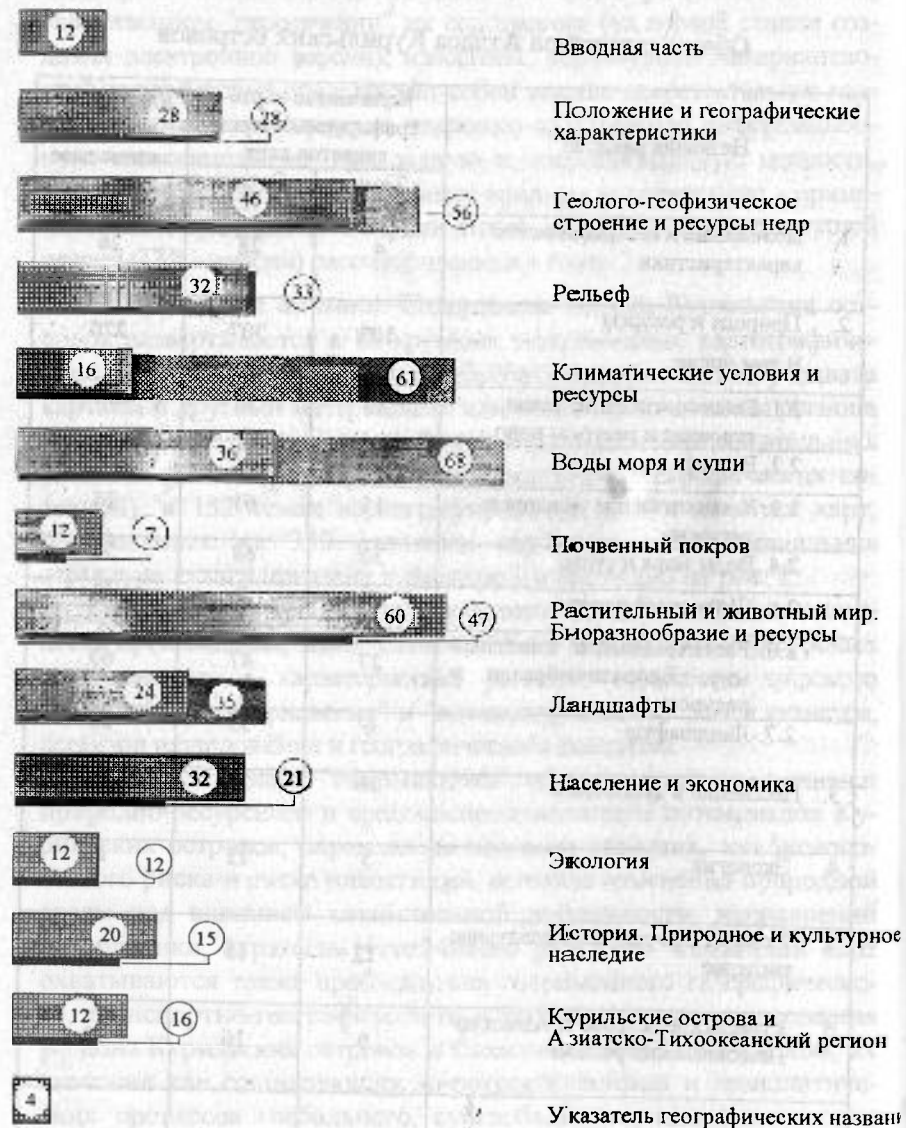 12
Вводная часть
28 28
Положение и географические
характеристики
46 56
Геолого-геофизическое
строение и ресурсы недр
32 33
Рельеф
16 61
Климатические условия и
ресурсы
36 68
Воды моря и суши
12 7
Почвенный покров
60 47
Растительный и животный мир.
Биоразнообразие и ресурсы
24 35
Ландшафты
32 21
Население и экономика
12 12
Экология
20 15
История. Природное и культурное
наследие
12 16
Курильские острова и
Азиатско-Тихоокеанский регион
4
Указатель географических назван